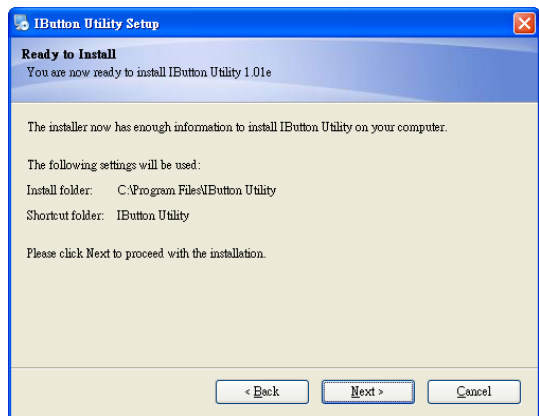 IButton Utility Setup
Ready to Install
You are now ready to install IButton Utility 1.01e
The installer now has enough information to install IButton Utility on your computer.
The following settings will be used:
Install folder: C:\Program Files\IButton Utility
Shortcut folder: IButton Utility
Please click Next to proceed with the installation.
< Back Next > Cancel